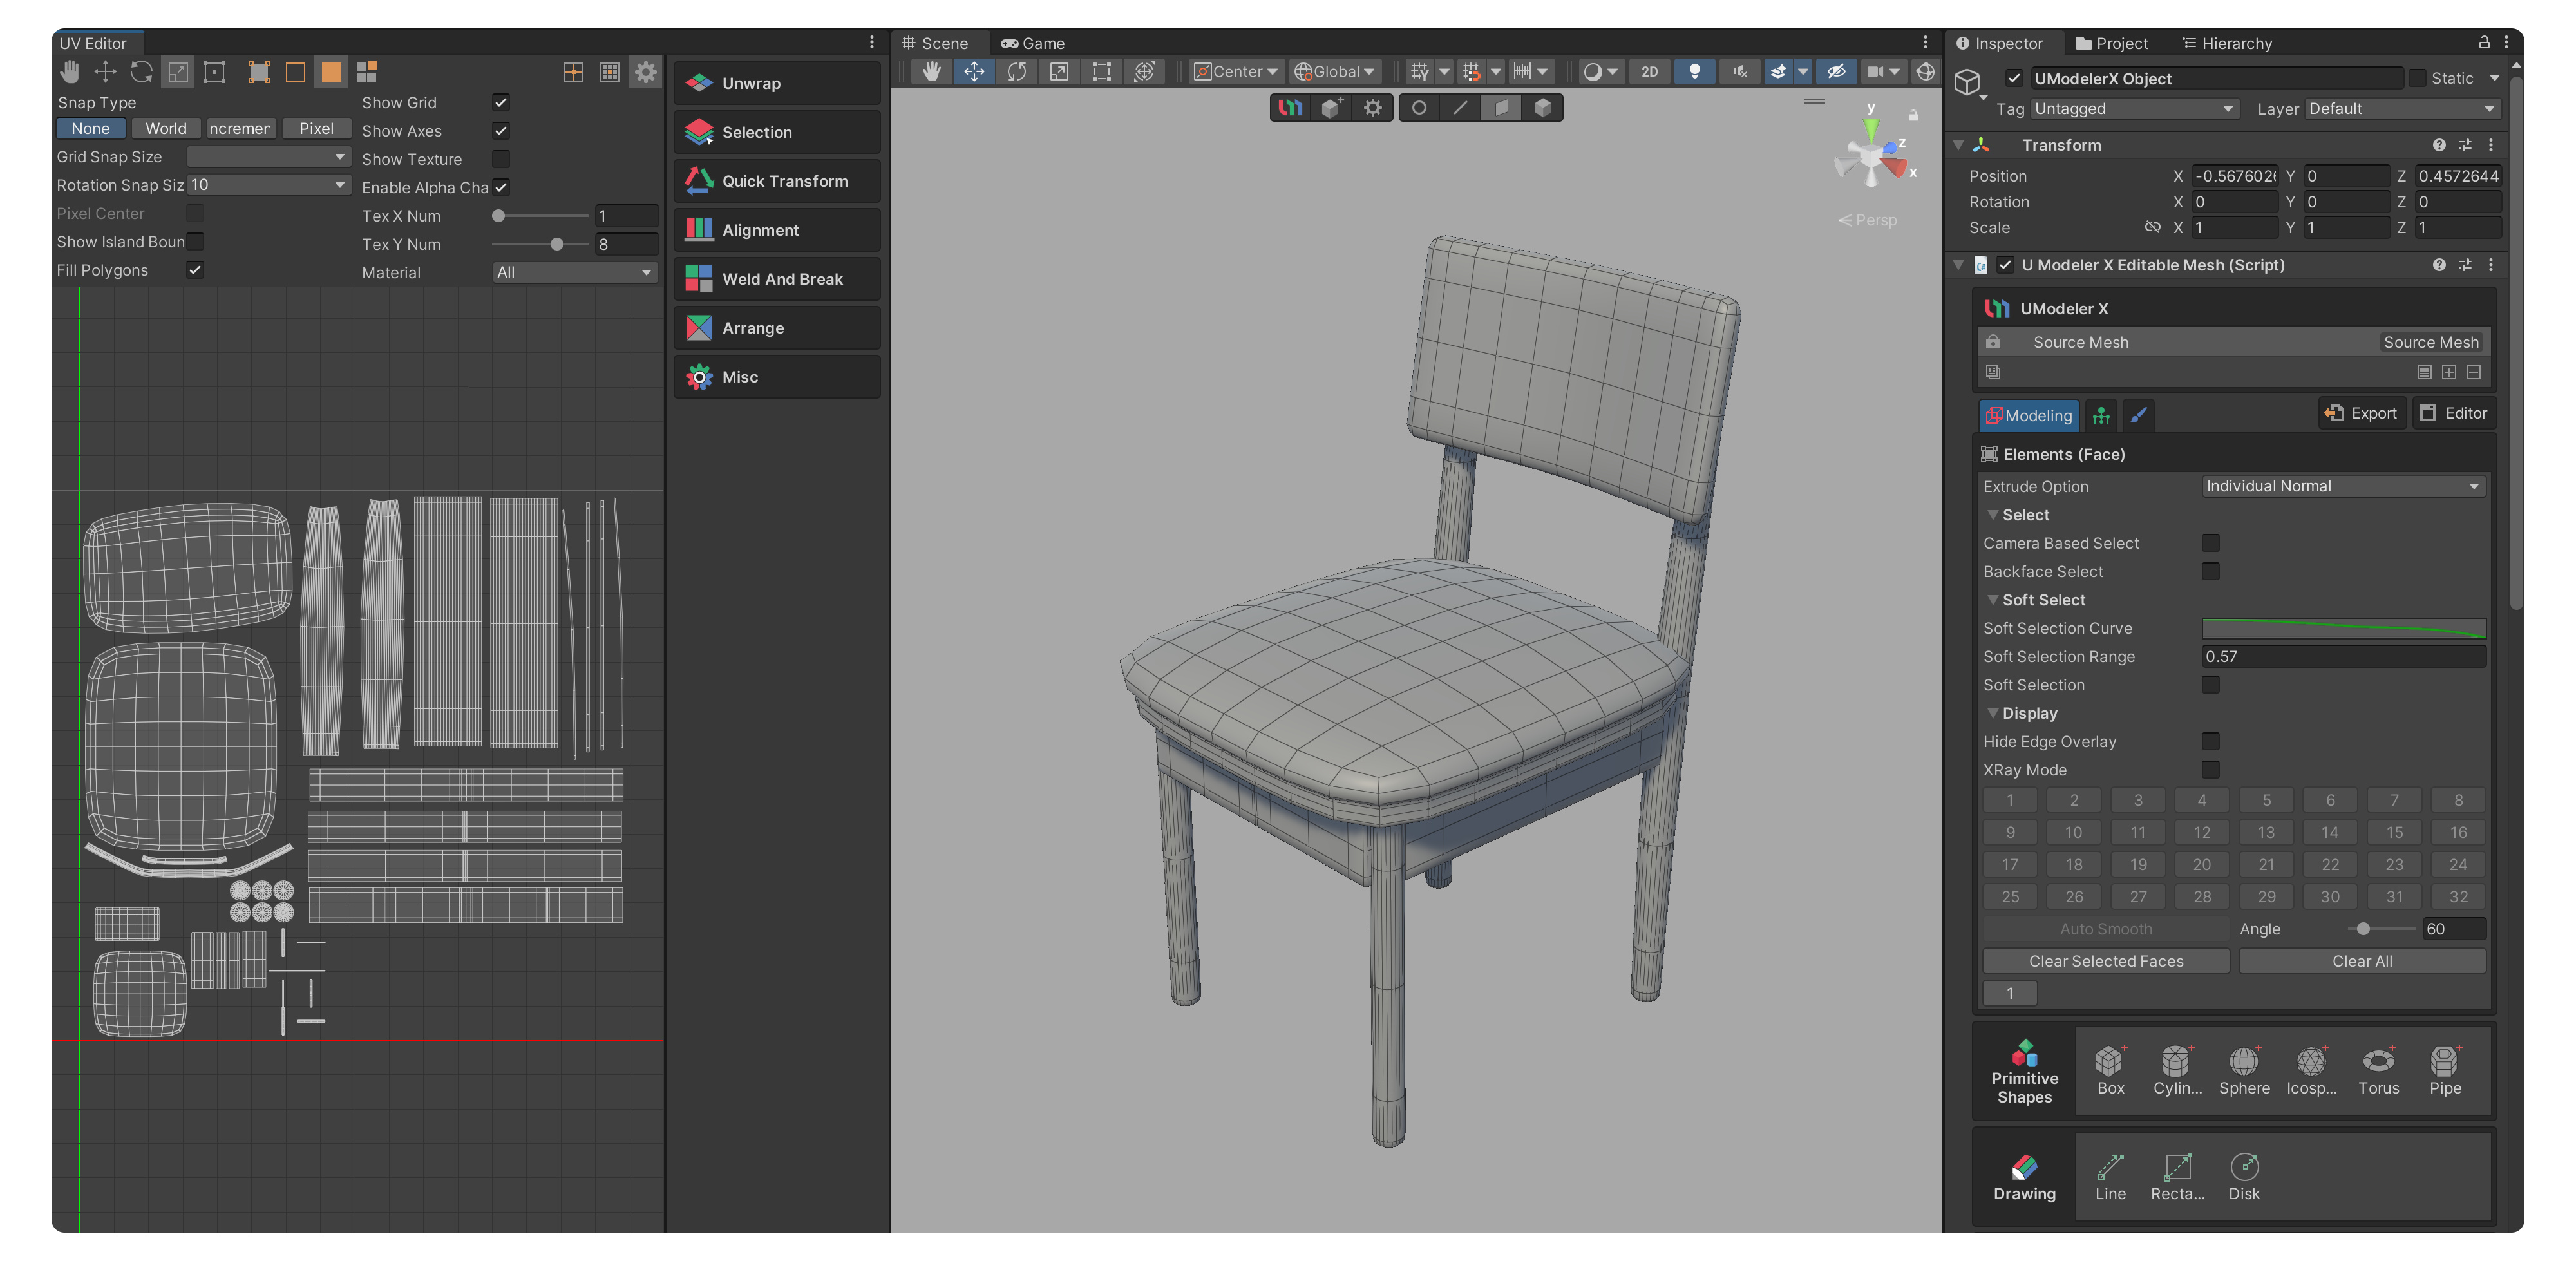 UV Editor
Snap Type
None World ncremen Pixel
Grid Snap Size
Rotation Snap Siz 10
Pixel Center
Show Island Boun
Fill Polygons
Show Grid
Show Axes
Show Texture
Enable Alpha Cha
Tex X Num 1
Tex Y Num 8
Material All
Unwrap
Selection
Quick Transform
Alignment
Weld And Break
Arrange
Misc
Scene Game
Center Global 2D
y
z
x
Persp
Inspector Project Hierarchy
UModelerX Object Static
Tag Untagged Layer Default
Transform
Position X -0.567602 Y 0 Z 0.4572644
Rotation X 0 Y 0 Z 0
Scale X 1 Y 1 Z 1
U Modeler X Editable Mesh (Script)
UModeler X
Source Mesh Source Mesh
Modeling Export Editor
Elements (Face)
Extrude Option Individual Normal
Select
Camera Based Select
Backface Select
Soft Select
Soft Selection Curve
Soft Selection Range 0.57
Soft Selection
Display
Hide Edge Overlay
XRay Mode
1 2 3 4 5 6 7 8
9 10 11 12 13 14 15 16
17 18 19 20 21 22 23 24
25 26 27 28 29 30 31 32
Auto Smooth Angle 60
Clear Selected Faces Clear All
1
Primitive
Shapes
Box Cylin... Sphere Icosp... Torus Pipe
Drawing
Line Recta... Disk